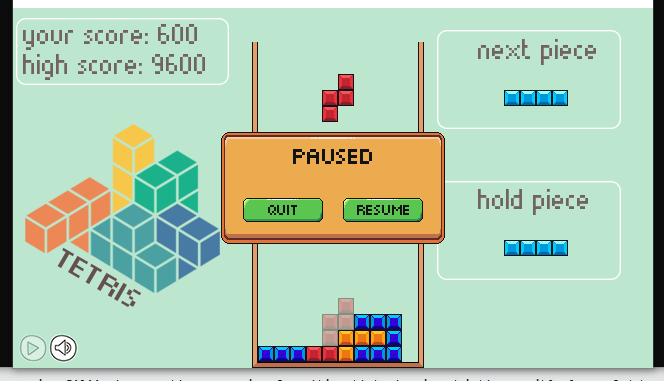 your score: 600
high score: 9600
next piece
PAUSED
QUIT
RESUME
hold piece
TETRIS